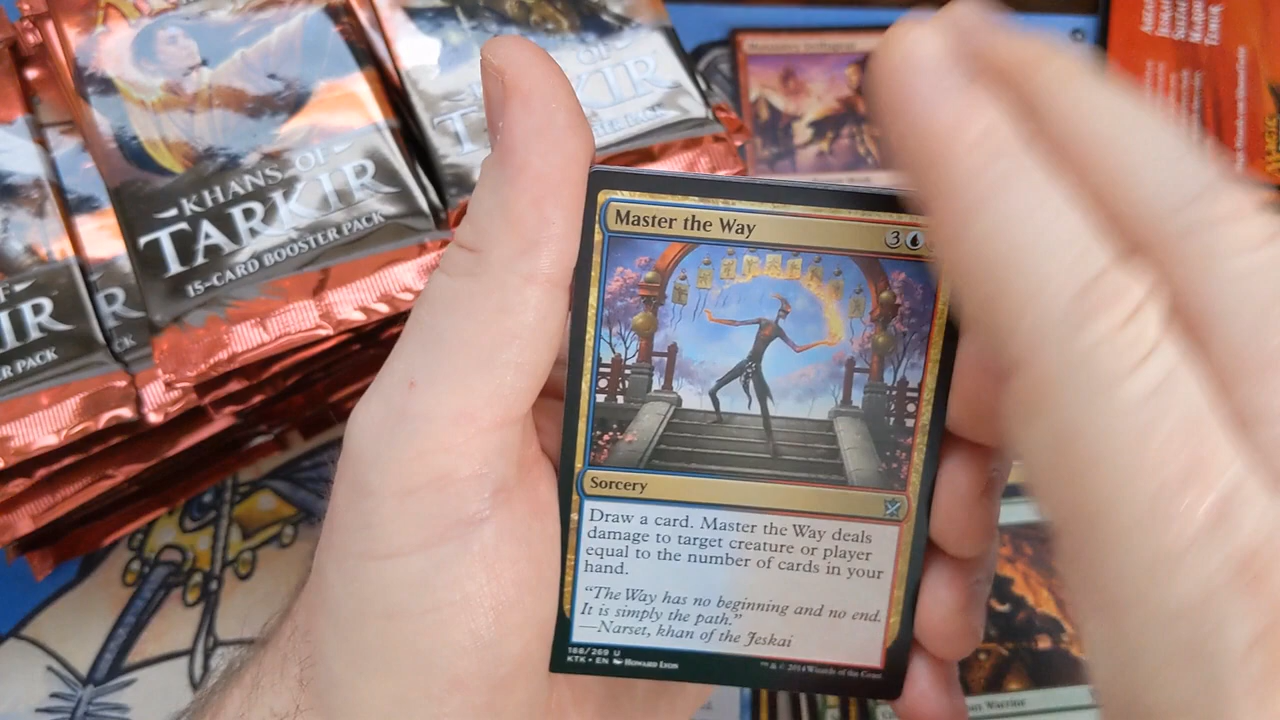 KHANS OF
TARKIR
15-CARD BOOSTER PACK
TARKIR
R PACK
Master the Way
3
Sorcery
Draw a card. Master the Way deals
damage to target creature or player
equal to the number of cards in your
hand.
"The Way has no beginning and no end.
It is simply the path."
—Narset, khan of the Jeskai
188/269 U
KTK • EN Howard Lyon
™ & © 2014 Wizards of the Coast
Warrior